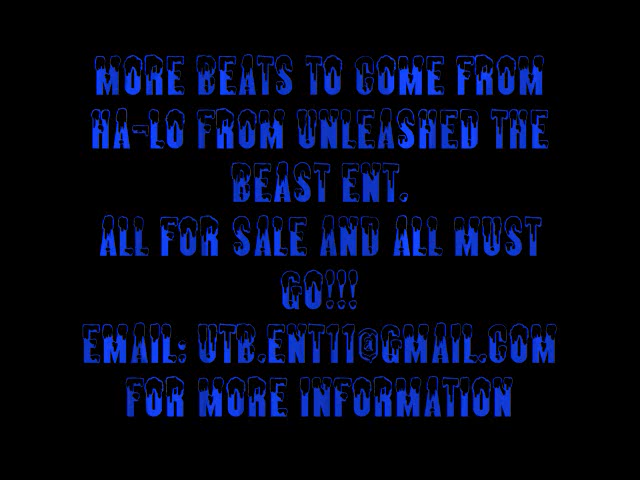 MORE BEATS TO COME FROM
HA-LO FROM UNLEASHED THE
BEAST ENT.
ALL FOR SALE AND ALL MUST
GO!!!
EMAIL: UTB.ENT11@GMAIL.COM
FOR MORE INFORMATION